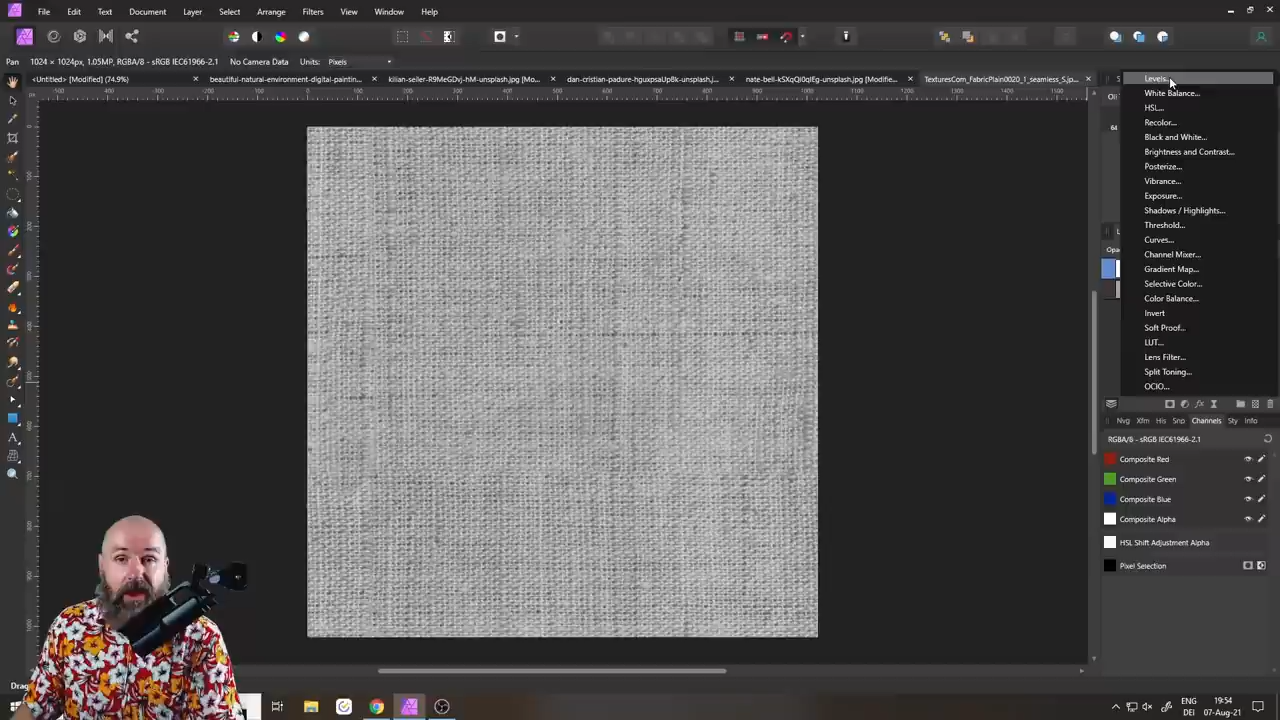 File Edit Text Document Layer Select Arrange Filters View Window Help
Pan 1024 × 1024px, 1.05MP, RGBA/8 - sRGB IEC61966-2.1 No Camera Data Units: Pixels
<Untitled> [Modified] (74.9%) beautiful-natural-environment-digital-paintin... kilian-seiler-R9MeGDvj-hM-unsplash.jpg [Mo... dan-cristian-padure-hguxpsaUpBk-unsplash.j... nate-bell-kSXqQl0qIEg-unsplash.jpg [Modifie... TexturesCom_FabricPlain0020_1_seamless_S.jp...
Levels...
White Balance...
HSL...
Recolor...
Black and White...
Brightness and Contrast...
Posterize...
Vibrance...
Exposure...
Shadows / Highlights...
Threshold...
Curves...
Channel Mixer...
Gradient Map...
Selective Color...
Color Balance...
Invert
Soft Proof...
LUT...
Lens Filter...
Split Toning...
OCIO...
64
Opa
Nvg Xfm His Snp Channels Sty Info
RGBA/8 - sRGB IEC61966-2.1
Composite Red
Composite Green
Composite Blue
Composite Alpha
HSL Shift Adjustment Alpha
Pixel Selection
Drag
ENG
DEI
19:54
07-Aug-21